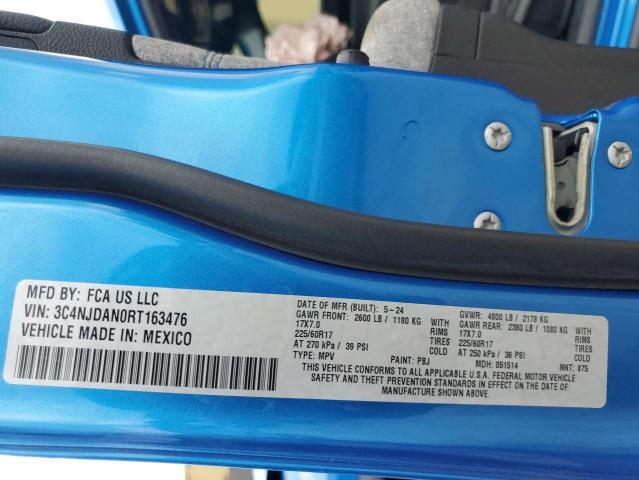 MFD BY: FCA US LLC
VIN: 3C4NJDAN0RT163476
VEHICLE MADE IN: MEXICO
DATE OF MFR (BUILT): 5-24
GVWR: 4800 LB / 2178 KG
GAWR FRONT: 2600 LB / 1180 KG WITH
GAWR REAR: 2380 LB / 1080 KG WITH
17X7.0 RIMS
17X7.0 RIMS
225/60R17 TIRES
225/60R17 TIRES
AT 270 kPa / 39 PSI COLD
AT 250 kPa / 36 PSI COLD
TYPE: MPV PAINT: PBJ MDH: 051514 MKT: 875
THIS VEHICLE CONFORMS TO ALL APPLICABLE U.S.A. FEDERAL MOTOR VEHICLE
SAFETY AND THEFT PREVENTION STANDARDS IN EFFECT ON THE DATE OF
MANUFACTURE SHOWN ABOVE.